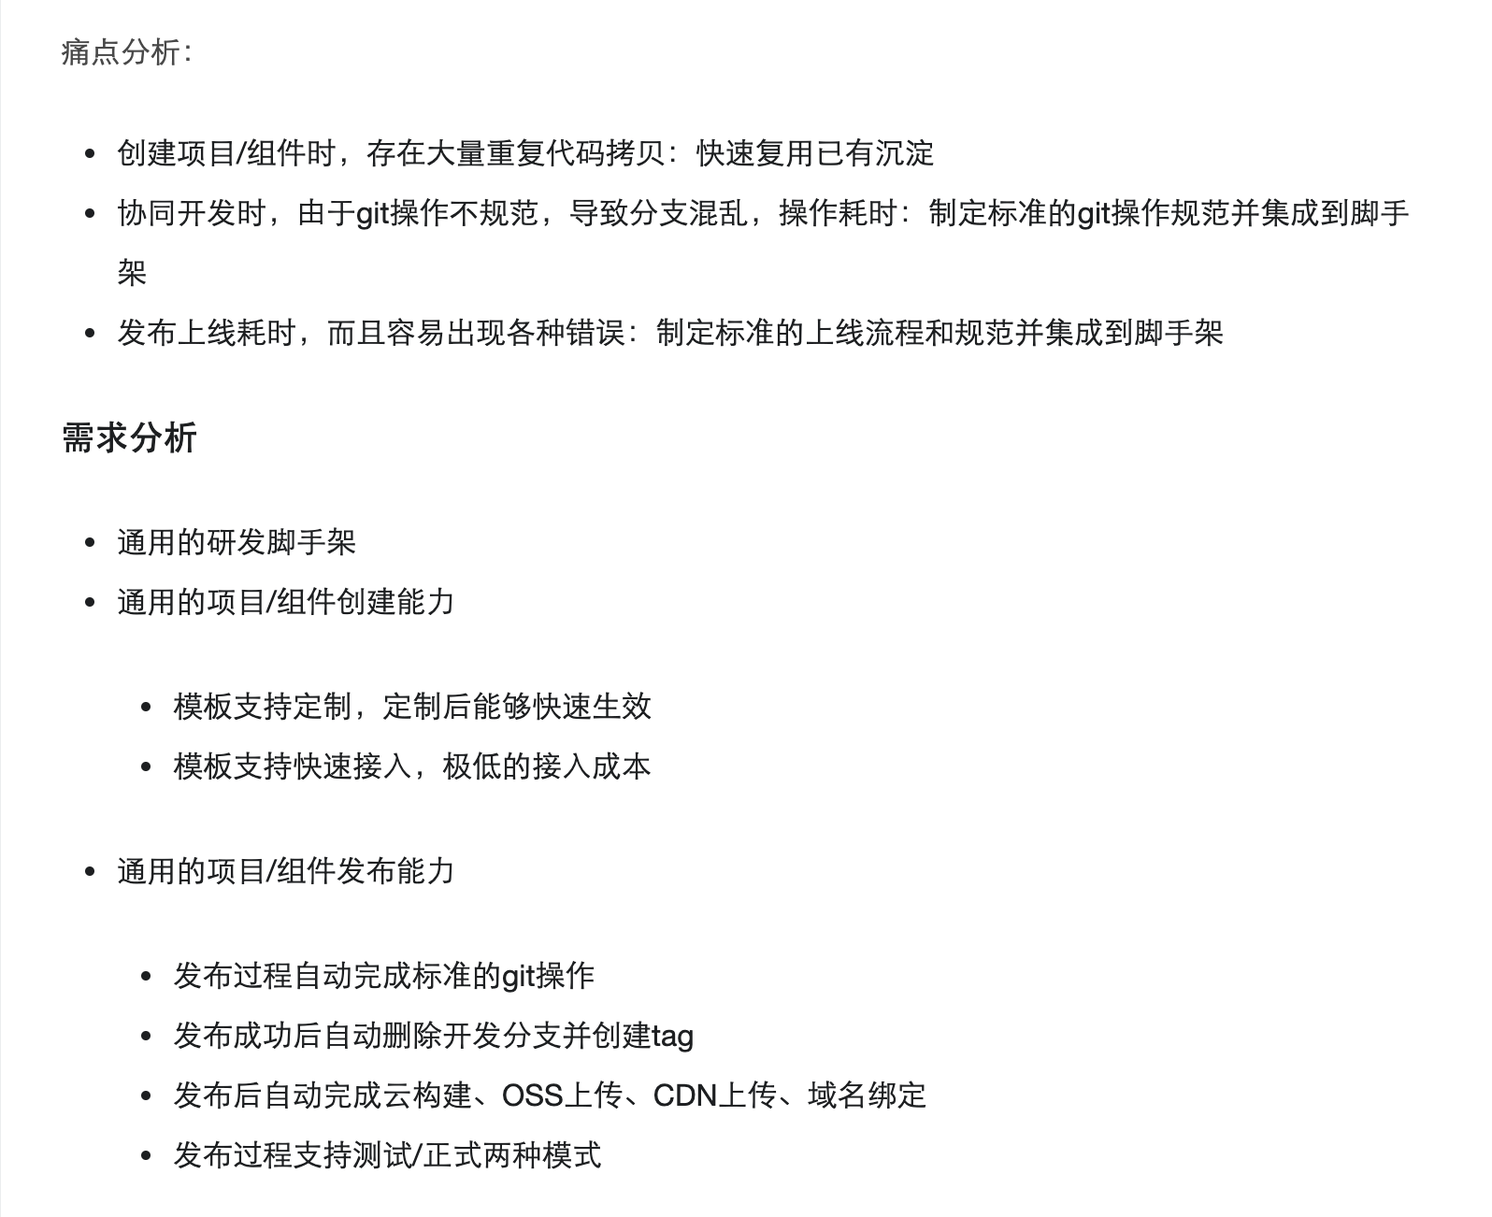 痛点分析：
创建项目/组件时，存在大量重复代码拷贝：快速复用已有沉淀
协同开发时，由于git操作不规范，导致分支混乱，操作耗时：制定标准的git操作规范并集成到脚手
架
发布上线耗时，而且容易出现各种错误：制定标准的上线流程和规范并集成到脚手架
需求分析
通用的研发脚手架
通用的项目/组件创建能力
模板支持定制，定制后能够快速生效
模板支持快速接入，极低的接入成本
通用的项目/组件发布能力
发布过程自动完成标准的git操作
发布成功后自动删除开发分支并创建tag
发布后自动完成云构建、OSS上传、CDN上传、域名绑定
发布过程支持测试/正式两种模式